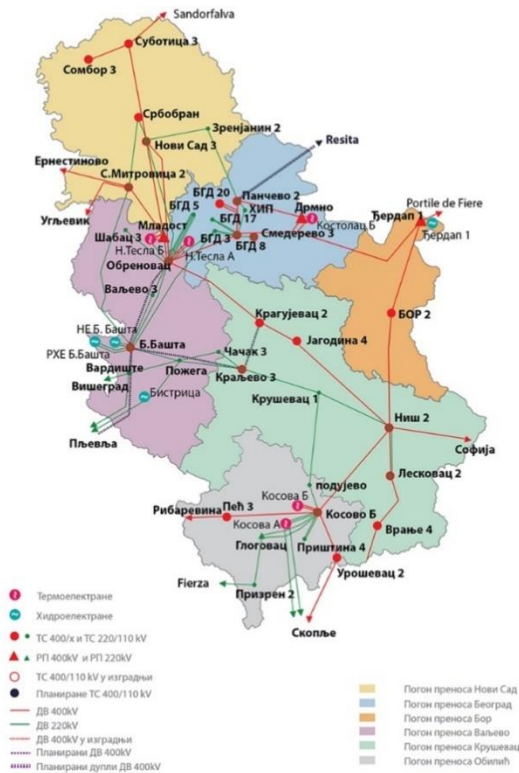 Sandorfalva
Суботица 3
Сомбор 3
Србобран
Зрењанин 2
Нови Сад 3
Resita
Ернестиново
С.Митровица 2
БГД 20
Панчево 2
БГД 5
ХИП
Дрмно
Ђердап 1
Portile de Fiere
Угљевик
Младост
БГД 17
Костолац Б
Ђердап 1
Шабац 3
Н.Тесла Б
БГД 3
Смедерево 3
Обреновац
Н.Тесла А
БГД 8
Ваљево 3
Крагујевац 2
БОР 2
НЕ Б. Башта
Б.Башта
Јагодина 4
РХЕ Б.Башта
Чачак 3
Вардиште
Пожега
Краљево 3
Вишеград
Бистрица
Крушевац 1
Ниш 2
Пљевља
Софија
Лесковац 2
подујево
Косова Б
Рибаревина
Пећ 3
Косово Б
Косова А
Врање 4
Глоговац
Приштина 4
Урошевац 2
Fierza
Призрен 2
Скопље
Термоелектране
Хидроелектране
ТС 400/x и ТС 220/110 kV
РП 400kV и РП 220kV
ТС 400/110 kV у изградњи
Планиране ТС 400/110 kV
ДВ 400kV
ДВ 220kV
ДВ 400kV у изградњи
Планирани ДВ 400kV
Планирани дупли ДВ 400kV
Погон преноса Нови Сад
Погон преноса Београд
Погон преноса Бор
Погон преноса Ваљево
Погон преноса Крушевац
Погон преноса Обилић